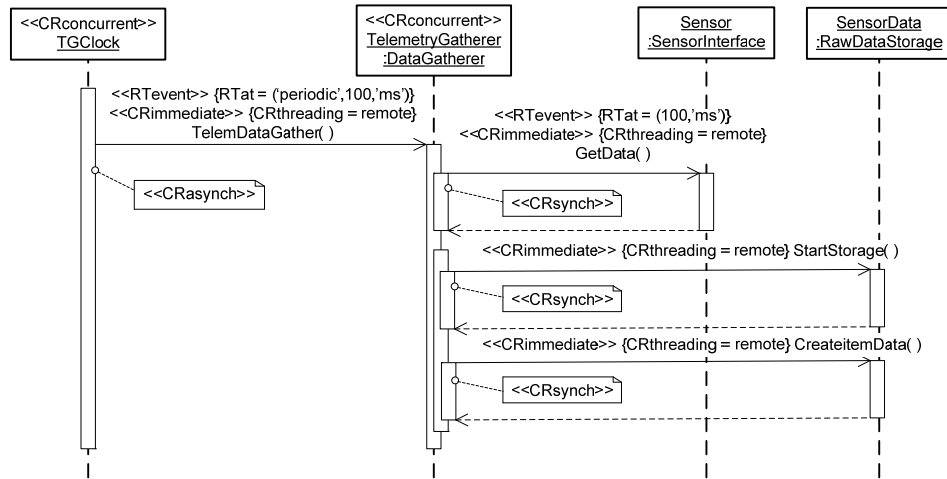 <<CRconcurrent>>
TGClock
<<CRconcurrent>>
TelemetryGatherer
:DataGatherer
Sensor
:SensorInterface
SensorData
:RawDataStorage
<<RTevent>> {RTat = (‘periodic’,100,’ms’)}
<<CRimmediate>> {CRthreading = remote}
TelemDataGather( )
<<CRasynch>>
<<RTevent>> {RTat = (100,’ms’)}
<<CRimmediate>> {CRthreading = remote}
GetData( )
<<CRsynch>>
<<CRimmediate>> {CRthreading = remote} StartStorage( )
<<CRsynch>>
<<CRimmediate>> {CRthreading = remote} CreateitemData( )
<<CRsynch>>